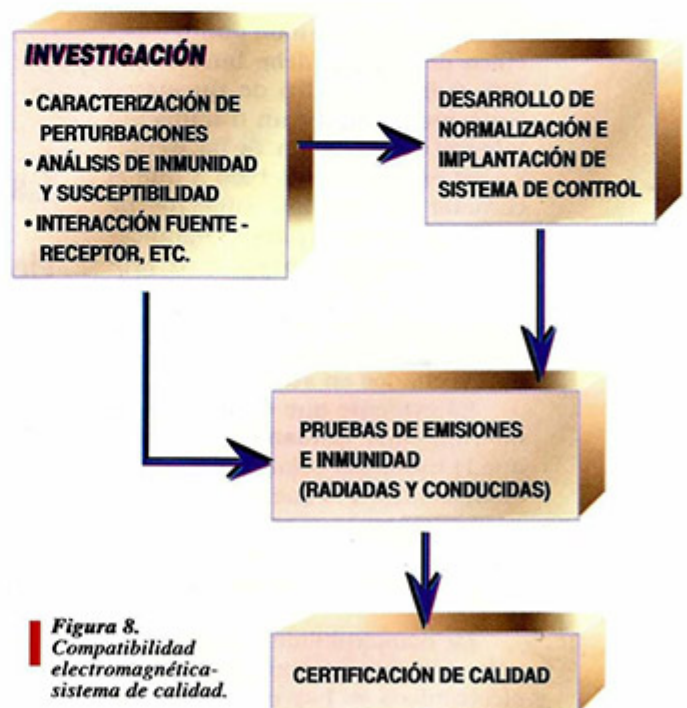 INVESTIGACIÓN
• CARACTERIZACIÓN DE
PERTURBACIONES
• ANÁLISIS DE INMUNIDAD
Y SUSCEPTIBILIDAD
• INTERACCIÓN FUENTE -
RECEPTOR, ETC.
DESARROLLO DE
NORMALIZACIÓN E
IMPLANTACIÓN DE
SISTEMA DE CONTROL
PRUEBAS DE EMISIONES
E INMUNIDAD
(RADIADAS Y CONDUCIDAS)
CERTIFICACIÓN DE CALIDAD
Figura 8.
Compatibilidad
electromagnética-
sistema de calidad.